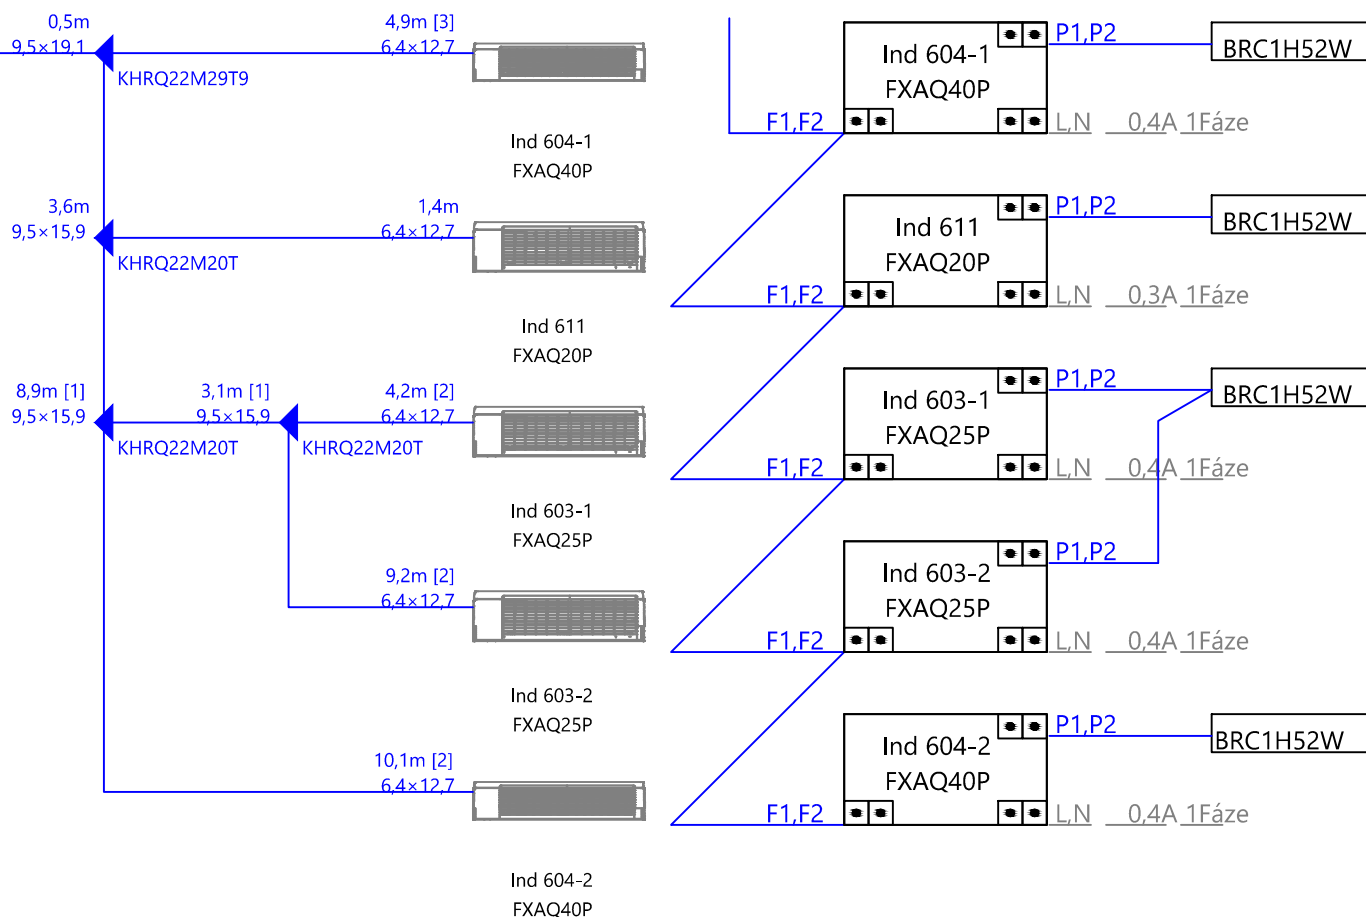 0,5m
9,5×19,1
KHRQ22M29T9
4,9m [3]
6,4×12,7
Ind 604-1
FXAQ40P
3,6m
9,5×15,9
KHRQ22M20T
1,4m
6,4×12,7
Ind 611
FXAQ20P
8,9m [1]
9,5×15,9
KHRQ22M20T
3,1m [1]
9,5×15,9
KHRQ22M20T
4,2m [2]
6,4×12,7
Ind 603-1
FXAQ25P
9,2m [2]
6,4×12,7
Ind 603-2
FXAQ25P
10,1m [2]
6,4×12,7
Ind 604-2
FXAQ40P
Ind 604-1
FXAQ40P
P1,P2
BRC1H52W
F1,F2
L,N 0,4A 1Fáze
Ind 611
FXAQ20P
P1,P2
BRC1H52W
F1,F2
L,N 0,3A 1Fáze
Ind 603-1
FXAQ25P
P1,P2
BRC1H52W
F1,F2
L,N 0,4A 1Fáze
Ind 603-2
FXAQ25P
P1,P2
F1,F2
L,N 0,4A 1Fáze
Ind 604-2
FXAQ40P
P1,P2
BRC1H52W
F1,F2
L,N 0,4A 1Fáze